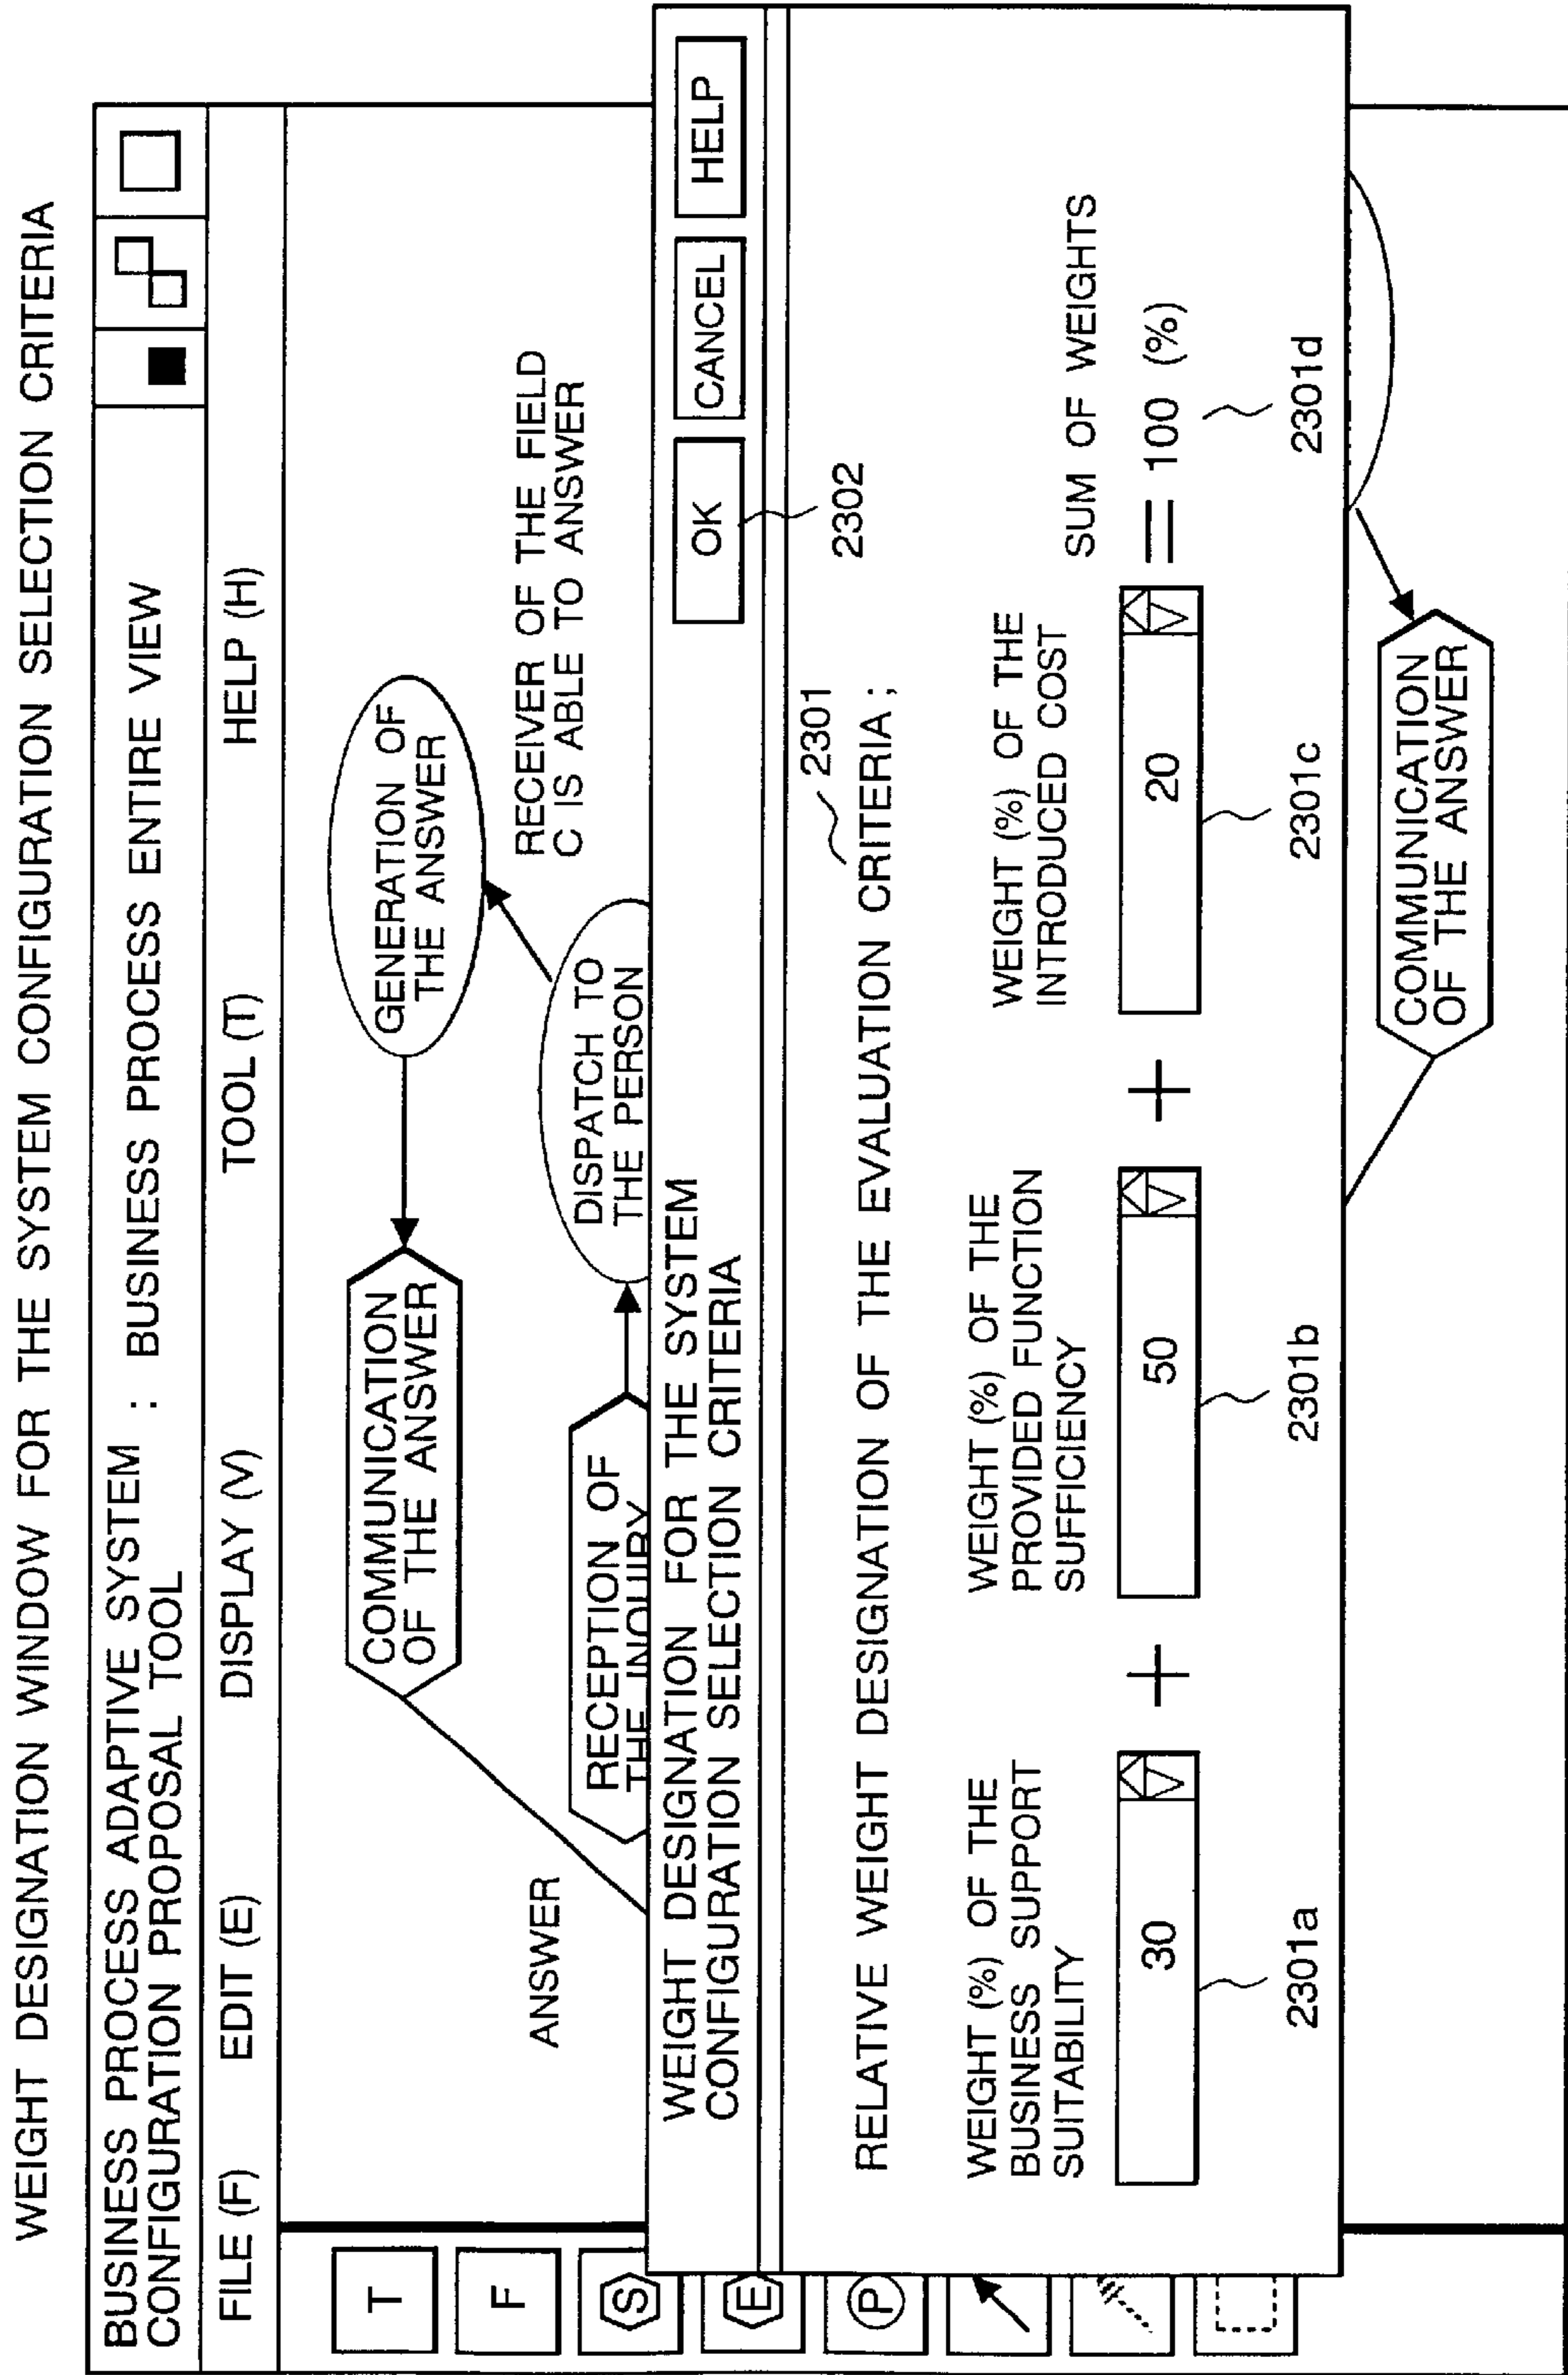 WEIGHT DESIGNATION WINDOW FOR THE SYSTEM CONFIGURATION SELECTION CRITERIA
BUSINESS PROCESS ADAPTIVE SYSTEM
CONFIGURATION PROPOSAL TOOL
: BUSINESS PROCESS ENTIRE VIEW
FILE (F) EDIT (E) DISPLAY (V) TOOL (T) HELP (H)
T
F
S
E
P
COMMUNICATION
OF THE ANSWER
GENERATION OF
THE ANSWER
ANSWER
RECEPTION OF
THE INQUIRY
DISPATCH TO
THE PERSON
RECEIVER OF THE FIELD
C IS ABLE TO ANSWER
WEIGHT DESIGNATION FOR THE SYSTEM
CONFIGURATION SELECTION CRITERIA
OK CANCEL HELP
2302
2301
RELATIVE WEIGHT DESIGNATION OF THE EVALUATION CRITERIA ;
WEIGHT (%) OF THE
BUSINESS SUPPORT
SUITABILITY
30
2301a
+
WEIGHT (%) OF THE
PROVIDED FUNCTION
SUFFICIENCY
50
2301b
+
WEIGHT (%) OF THE
INTRODUCED COST
20
2301c
SUM OF WEIGHTS
= 100 (%)
2301d
COMMUNICATION
OF THE ANSWER